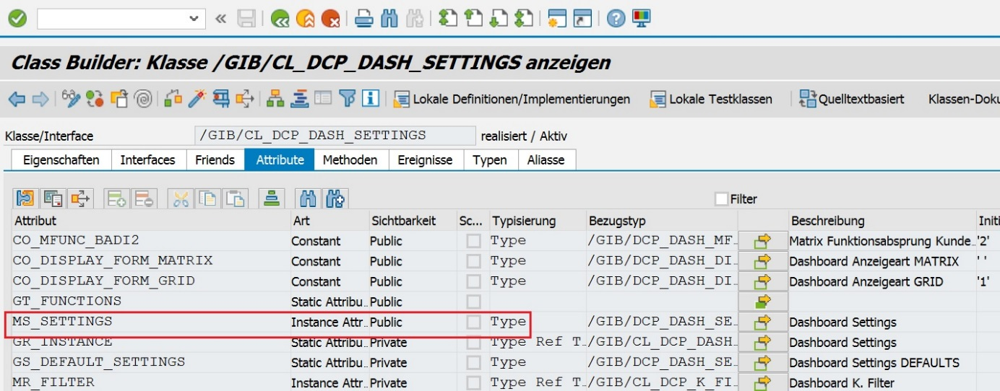 Class Builder: Klasse /GIB/CL_DCP_DASH_SETTINGS anzeigen
Lokale Definitionen/Implementierungen Lokale Testklassen Quelltextbasiert Klassen-Doku
Klasse/Interface /GIB/CL_DCP_DASH_SETTINGS realisiert / Aktiv
Eigenschaften Interfaces Friends Attribute Methoden Ereignisse Typen Aliasse
Filter
Attribut Art Sichtbarkeit Sc... Typisierung Bezugstyp Beschreibung Initi
CO_MFUNC_BADI2 Constant Public Type /GIB/DCP_DASH_MF… Matrix Funktionsabsprung Kunde… '2'
CO_DISPLAY_FORM_MATRIX Constant Public Type /GIB/DCP_DASH_DI… Dashboard Anzeigeart MATRIX ' '
CO_DISPLAY_FORM_GRID Constant Public Type /GIB/DCP_DASH_DI… Dashboard Anzeigeart GRID '1'
GT_FUNCTIONS Static Attribu… Public
MS_SETTINGS Instance Attr… Public Type /GIB/DCP_DASH_SE… Dashboard Settings
GR_INSTANCE Static Attribu… Private Type Ref T… /GIB/CL_DCP_DASH… Dashboard Settings
GS_DEFAULT_SETTINGS Static Attribu… Private Type /GIB/DCP_DASH_SE… Dashboard Settings DEFAULTS
MR_FILTER Instance Attr… Private Type Ref T… /GIB/CL_DCP_K_FI… Dashboard K. Filter